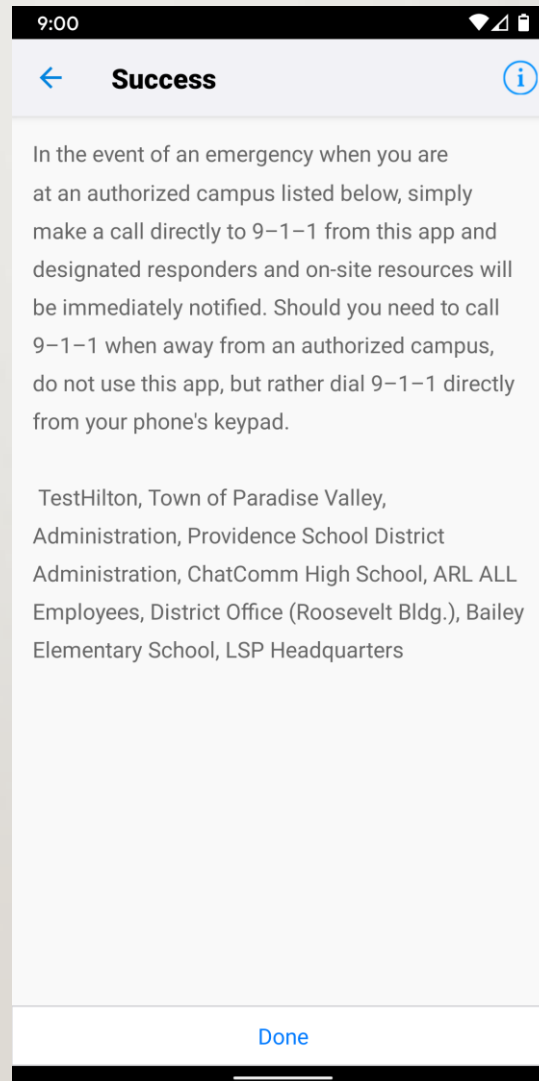 9:00
Success
In the event of an emergency when you are
at an authorized campus listed below, simply
make a call directly to 9–1–1 from this app and
designated responders and on-site resources will
be immediately notified. Should you need to call
9–1–1 when away from an authorized campus,
do not use this app, but rather dial 9–1–1 directly
from your phone's keypad.
TestHilton, Town of Paradise Valley,
Administration, Providence School District
Administration, ChatComm High School, ARL ALL
Employees, District Office (Roosevelt Bldg.), Bailey
Elementary School, LSP Headquarters
Done